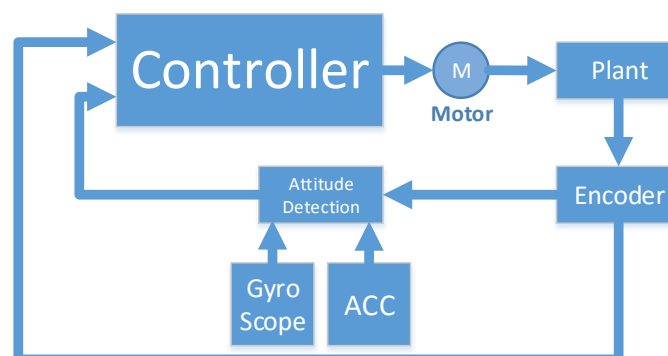 Controller
M
Motor
Plant
Attitude
Detection
Encoder
Gyro
Scope
ACC